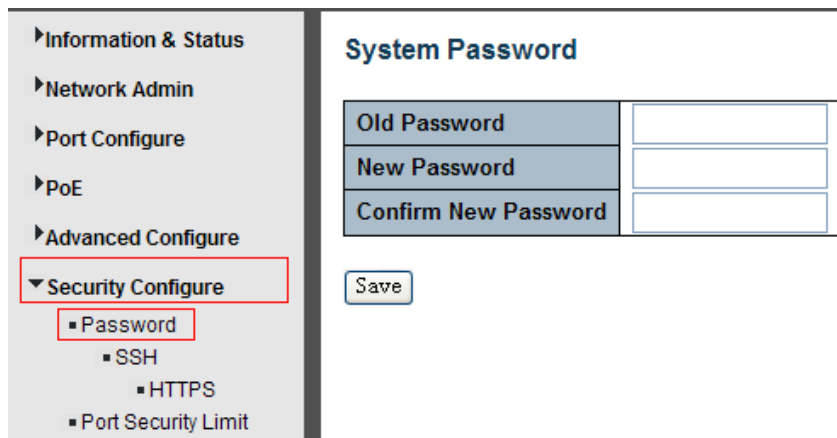 Information & Status
Network Admin
Port Configure
PoE
Advanced Configure
Security Configure
Password
SSH
HTTPS
Port Security Limit
System Password
Old Password
New Password
Confirm New Password
Save